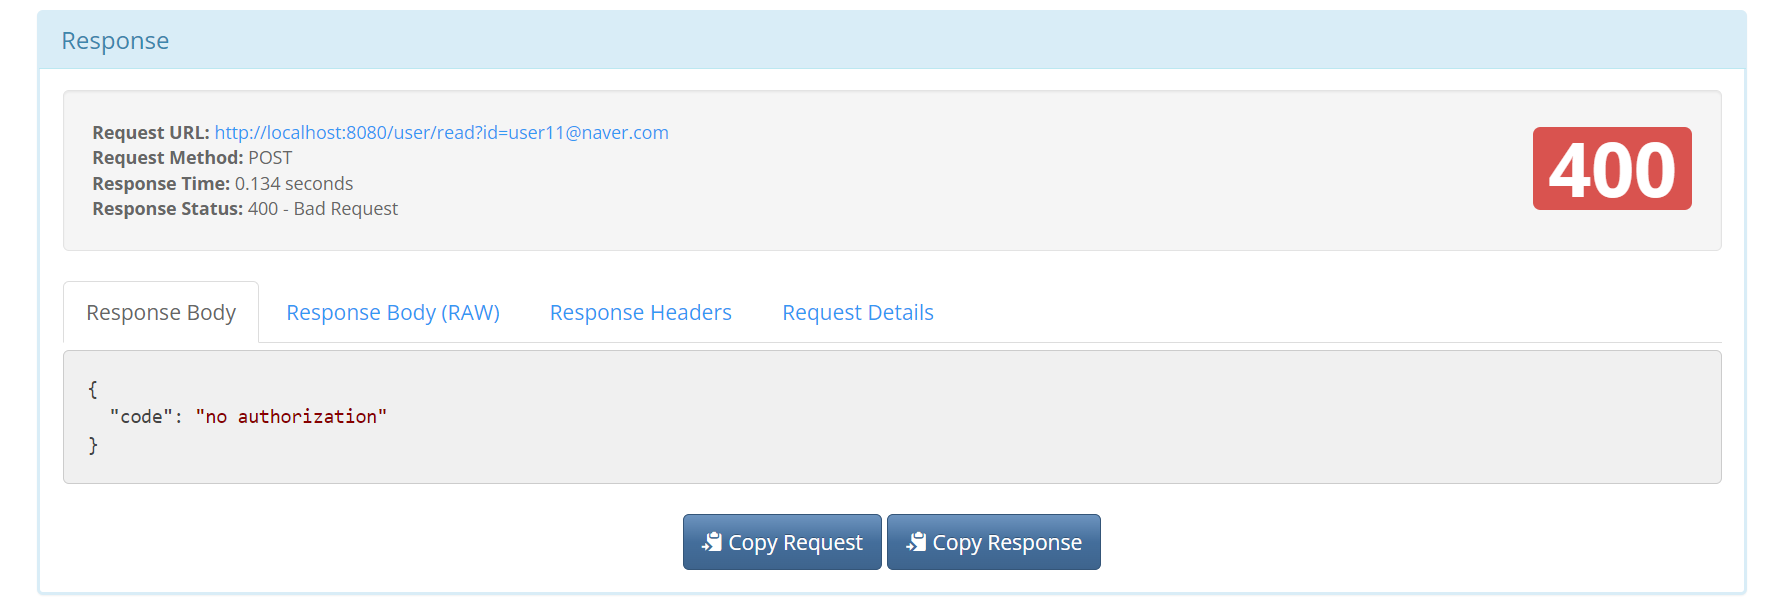 Response
Request URL: http://localhost:8080/user/read?id=user11@naver.com
Request Method: POST
Response Time: 0.134 seconds
Response Status: 400 - Bad Request
400
Response Body Response Body (RAW) Response Headers Request Details
{
  "code": "no authorization"
}
Copy Request Copy Response